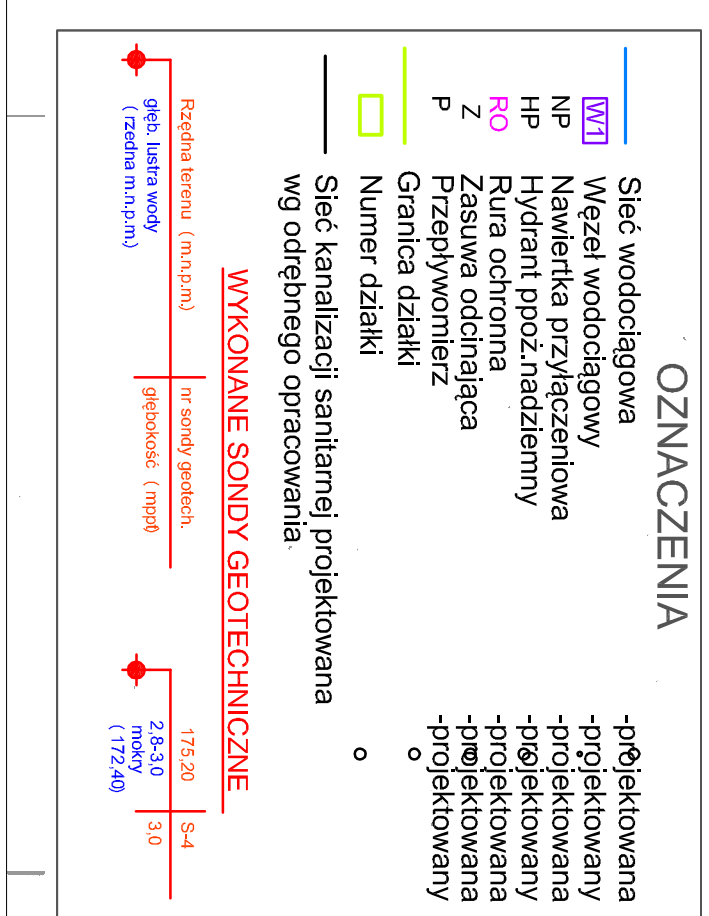 OZNACZENIA
Sieć wodociągowa -projektowana
W1 Węzeł wodociągowy -projektowany
NP Nawiertka przyłączeniowa -projektowana
HP Hydrant ppoż.nadziemny -projektowany
RO Rura ochronna -projektowana
Z Zasuwa odcinająca -projektowana
P Przepływomierz -projektowany
Granica działki
Numer działki
Sieć kanalizacji sanitarnej projektowana
wg odrębnego opracowania
WYKONANE SONDY GEOTECHNICZNE
Rzędna terenu ( m.n.p.m.) nr sondy geotech.
głęb. lustra wody głębokość ( mppt)
( rzedna m.n.p.m.)
175,20 S-4
2,8-3,0 3,0
mokry
( 172,40)